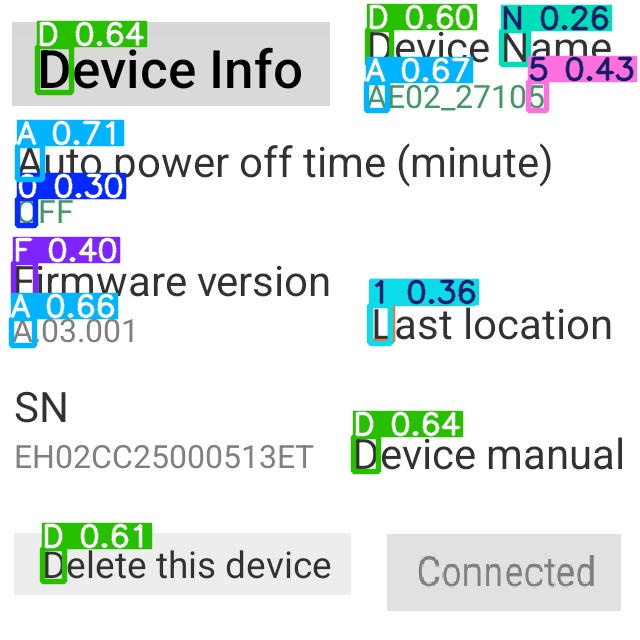 D 0.64
Device Info
D 0.60
N 0.26
Device Name
A 0.67
5 0.43
AE02_27105
A 0.71
Auto power off time (minute)
0 0.30
OFF
F 0.40
Firmware version
A 0.66
A.03.001
1 0.36
Last location
SN
EH02CC25000513ET
D 0.64
Device manual
D 0.61
Delete this device
Connected